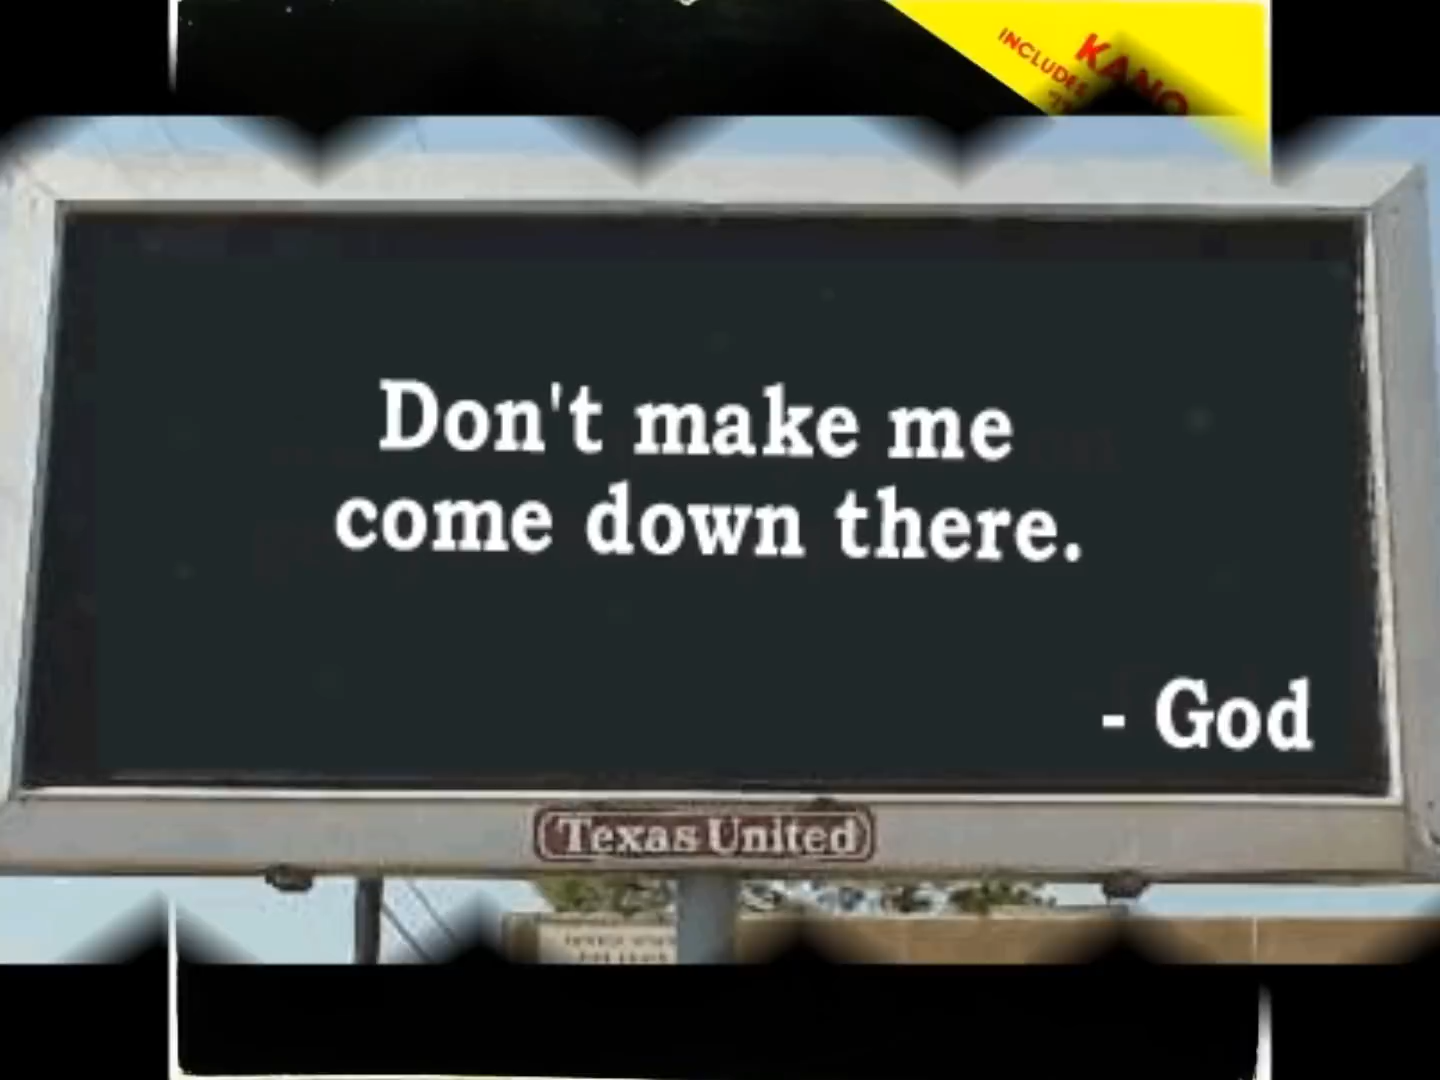 INCLUDES
KANO
Don't make me
come down there.
- God
Texas United